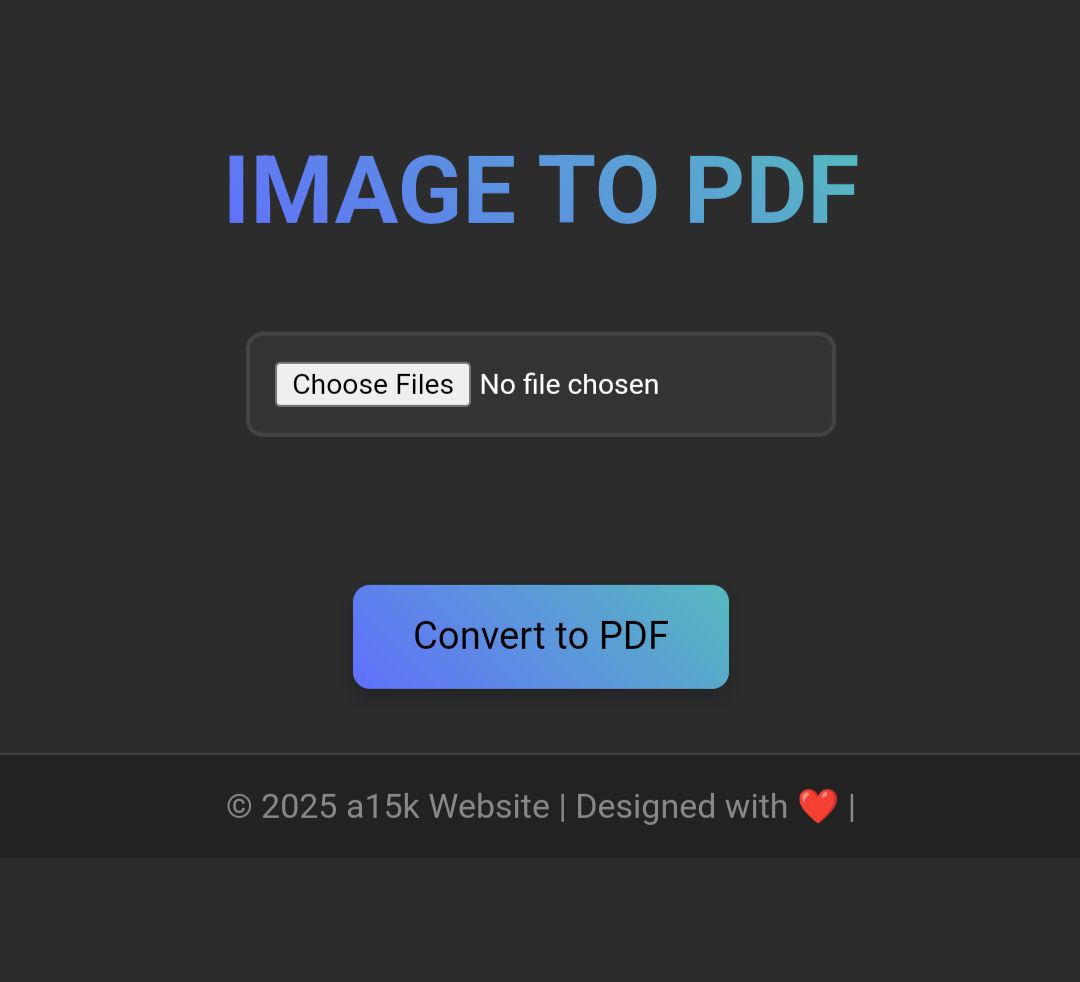 IMAGE TO PDF
Choose Files No file chosen
Convert to PDF
© 2025 a15k Website | Designed with ❤️ |